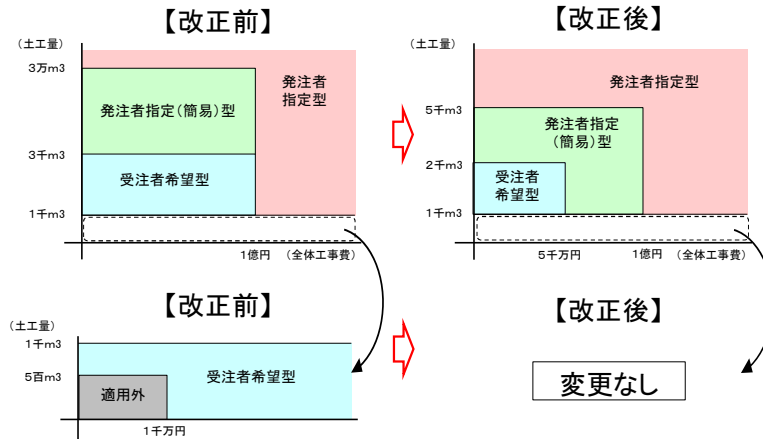 【改正前】
(土工量)
3万m3
発注者指定(簡易)型
発注者
指定型
3千m3
受注者希望型
1千m3
1億円
(全体工事費)
【改正後】
(土工量)
発注者指定型
5千m3
発注者指定
(簡易)型
2千m3
受注者
希望型
1千m3
5千万円
1億円
(全体工事費)
【改正前】
(土工量)
1千m3
受注者希望型
5百m3
適用外
1千万円
【改正後】
変更なし